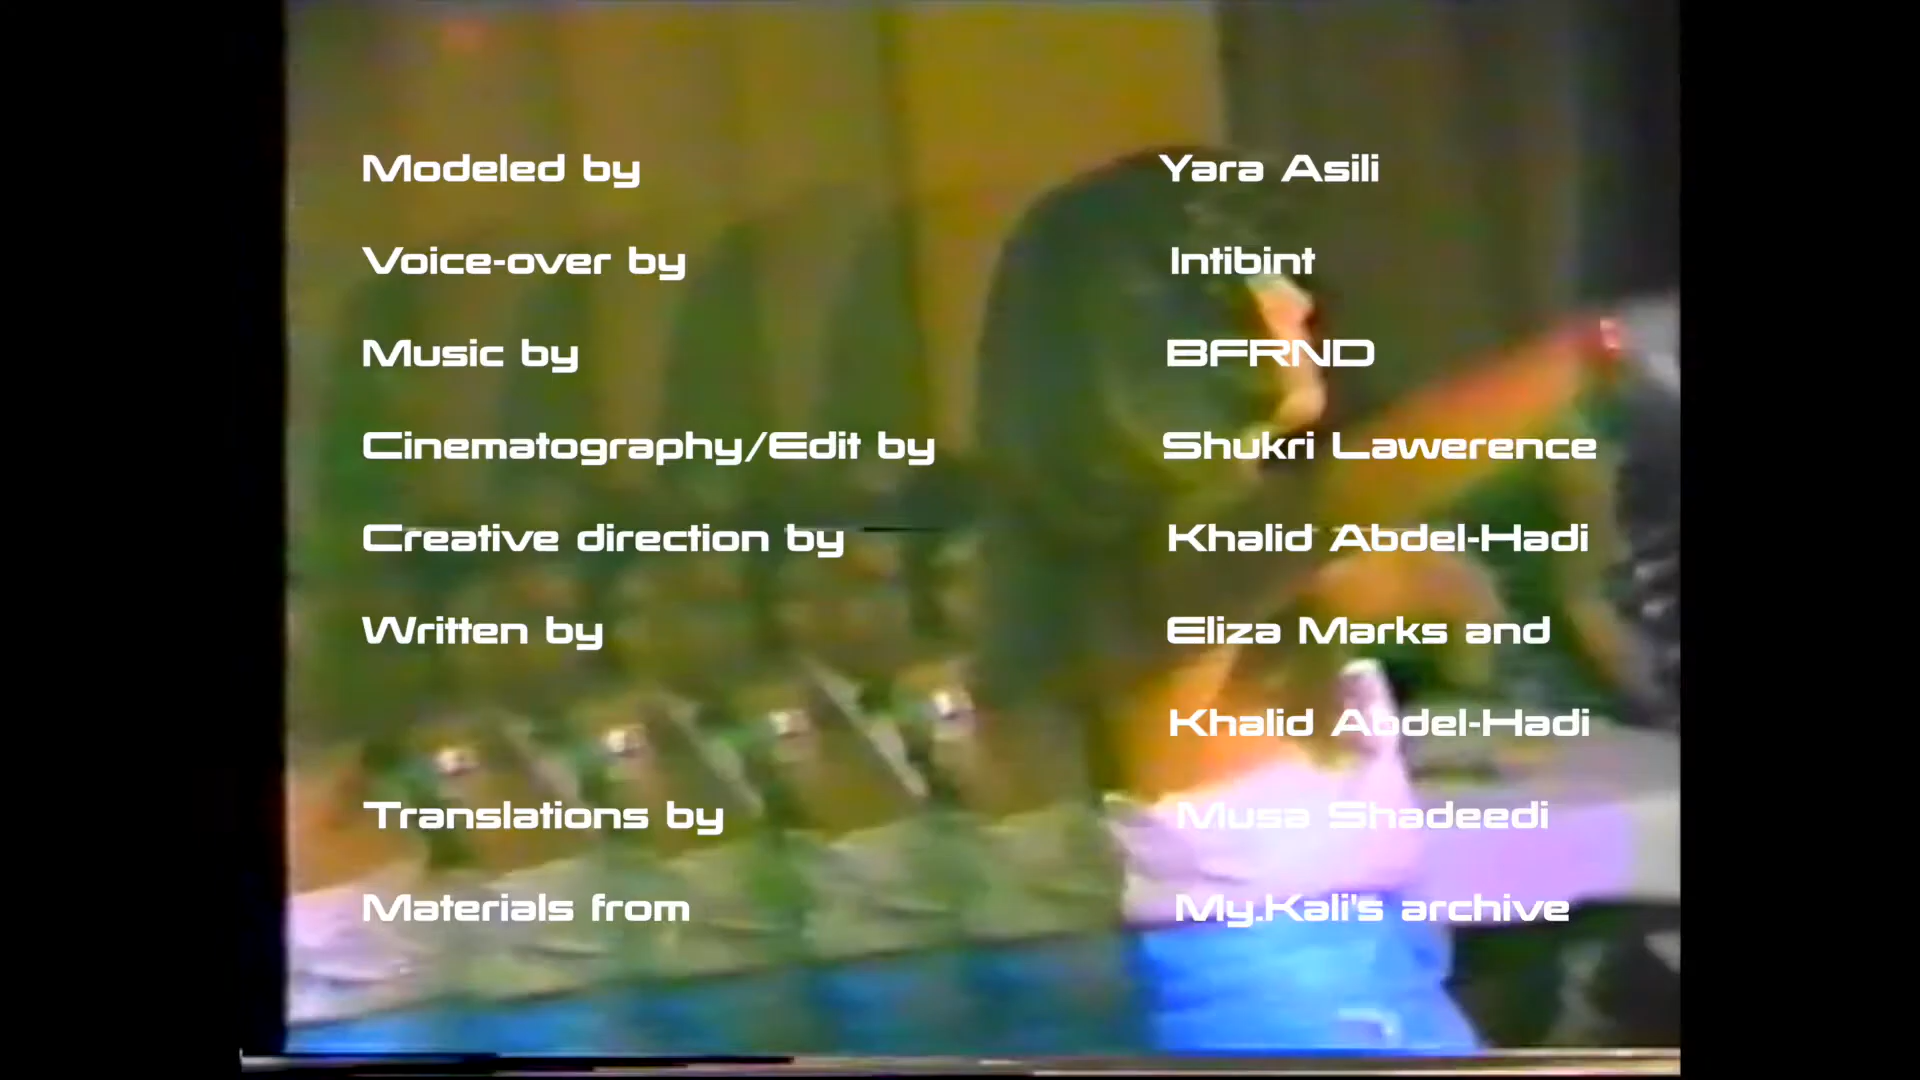 Modeled by Yara Asili
Voice-over by Intibint
Music by BFRND
Cinematography/Edit by Shukri Lawerence
Creative direction by Khalid Abdel-Hadi
Written by Eliza Marks and
Khalid Abdel-Hadi
Translations by Musa Shadeedi
Materials from My.Kali's archive